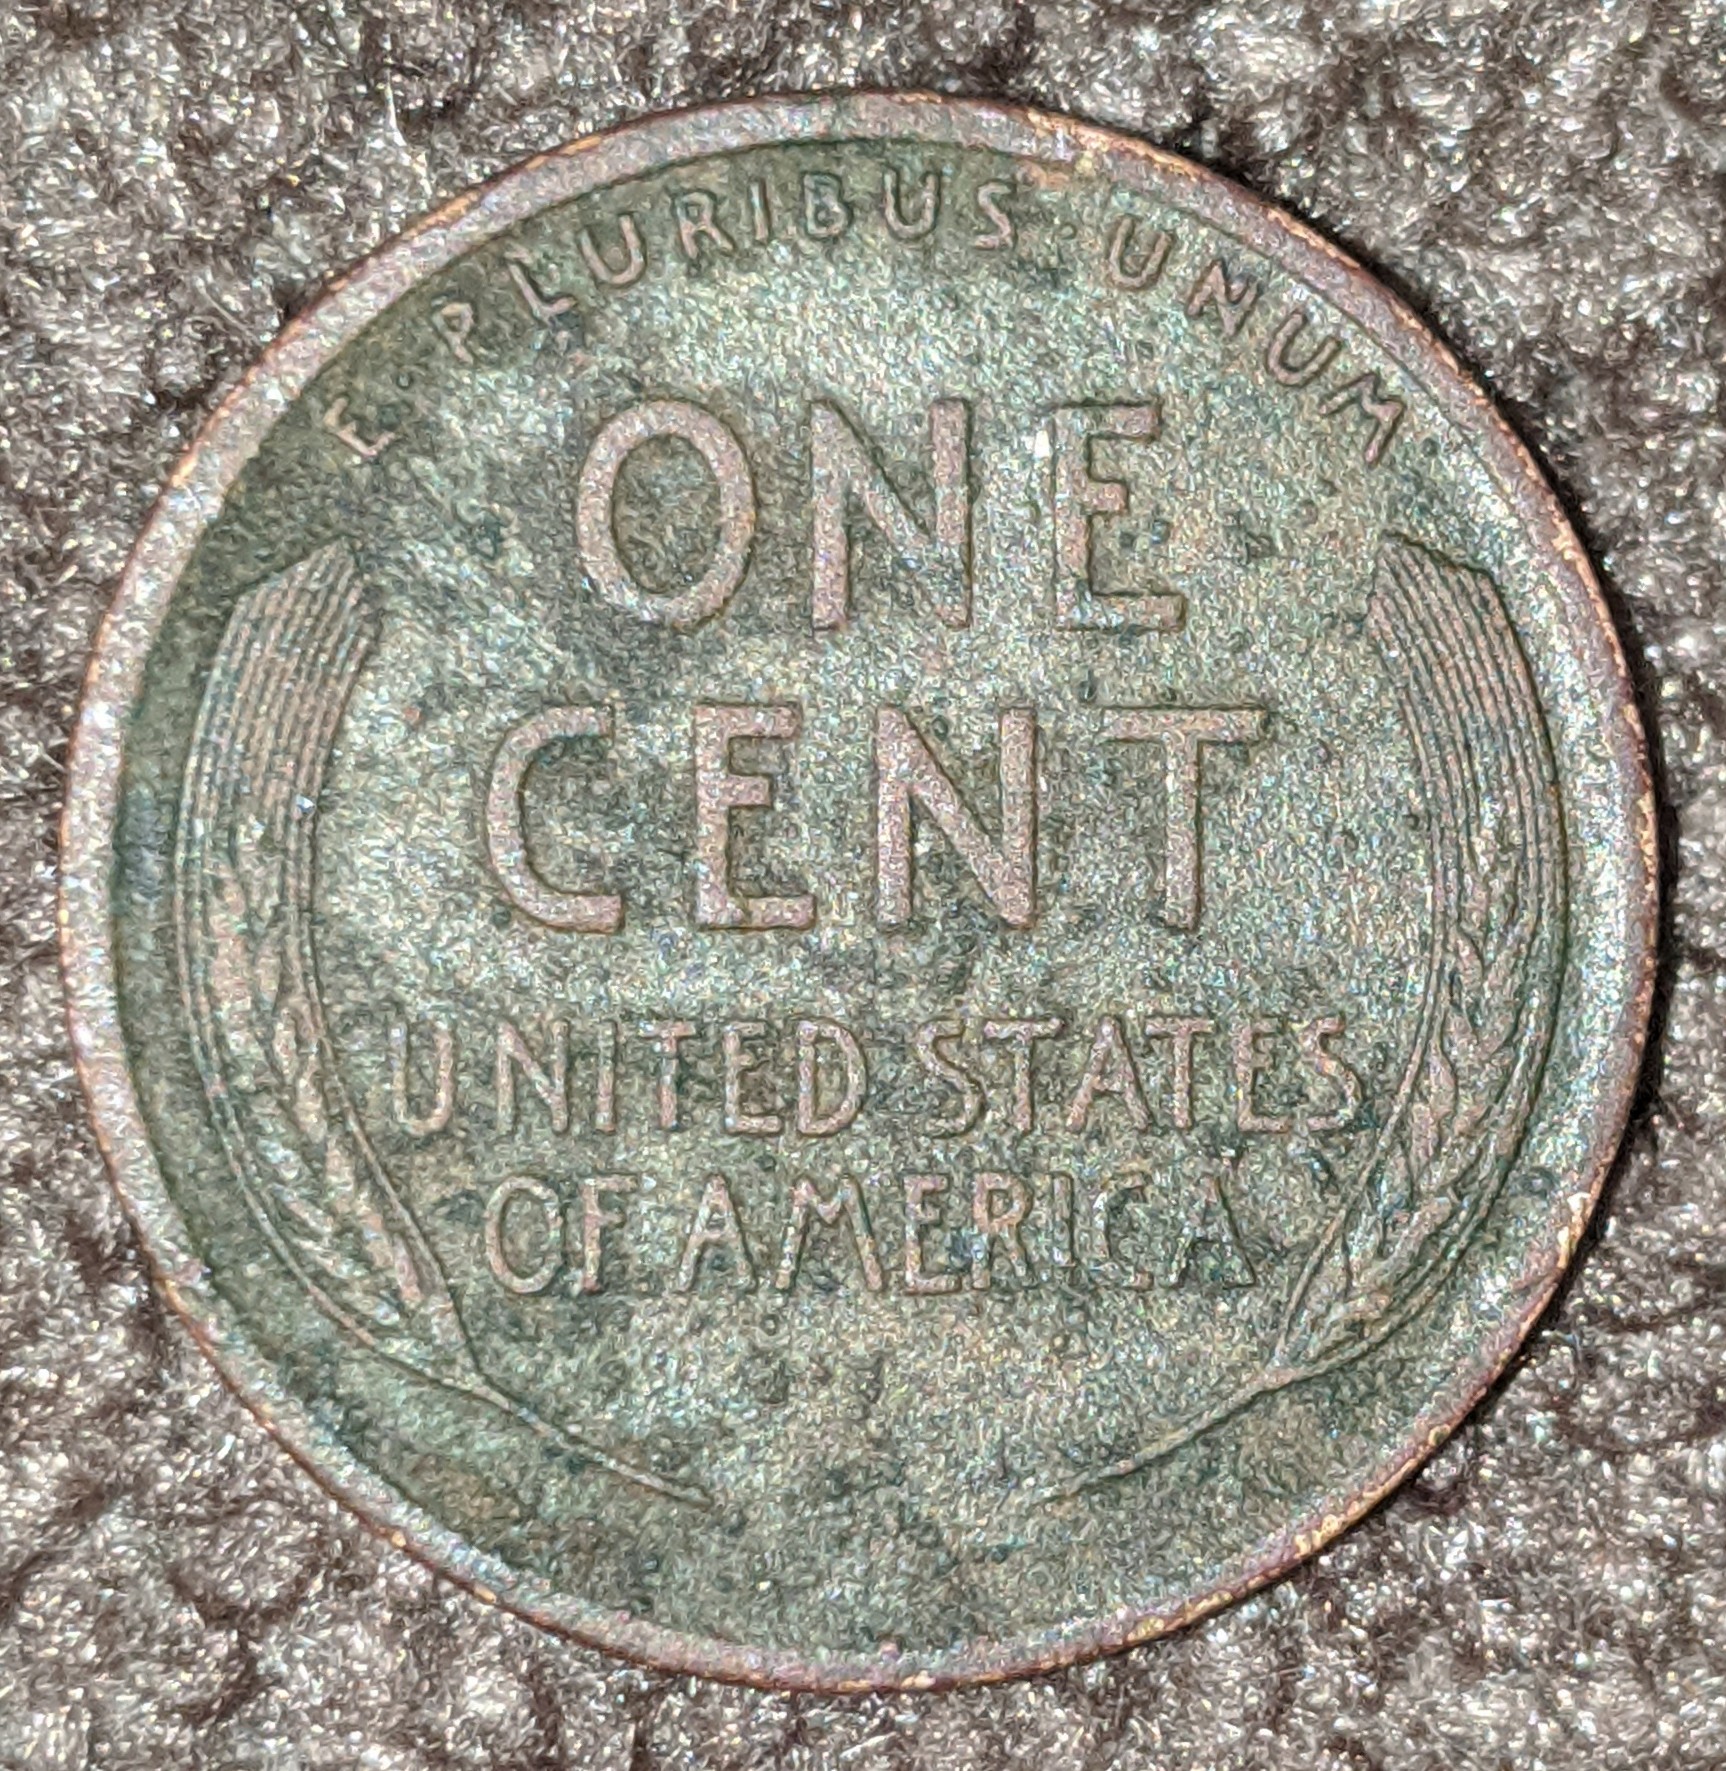 E · PLURIBUS · UNUM
ONE
CENT
UNITED STATES
OF AMERICA